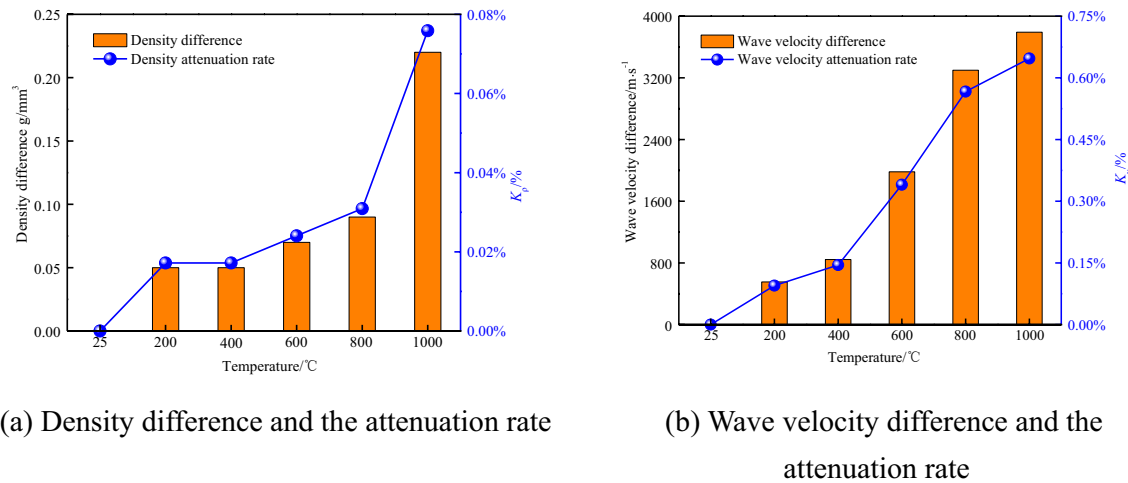 0.25
0.20
0.15
0.10
0.05
0.00
Density difference g/mm³
Density difference
Density attenuation rate
0.08%
0.06%
0.04%
0.02%
0.00%
Kρ/%
25 200 400 600 800 1000
Temperature/℃
(a) Density difference and the attenuation rate
4000
3200
2400
1600
800
0
Wave velocity difference/m·s⁻¹
Wave velocity difference
Wave velocity attenuation rate
0.75%
0.60%
0.45%
0.30%
0.15%
0.00%
25 200 400 600 800 1000
Temperature/℃
(b) Wave velocity difference and the
attenuation rate